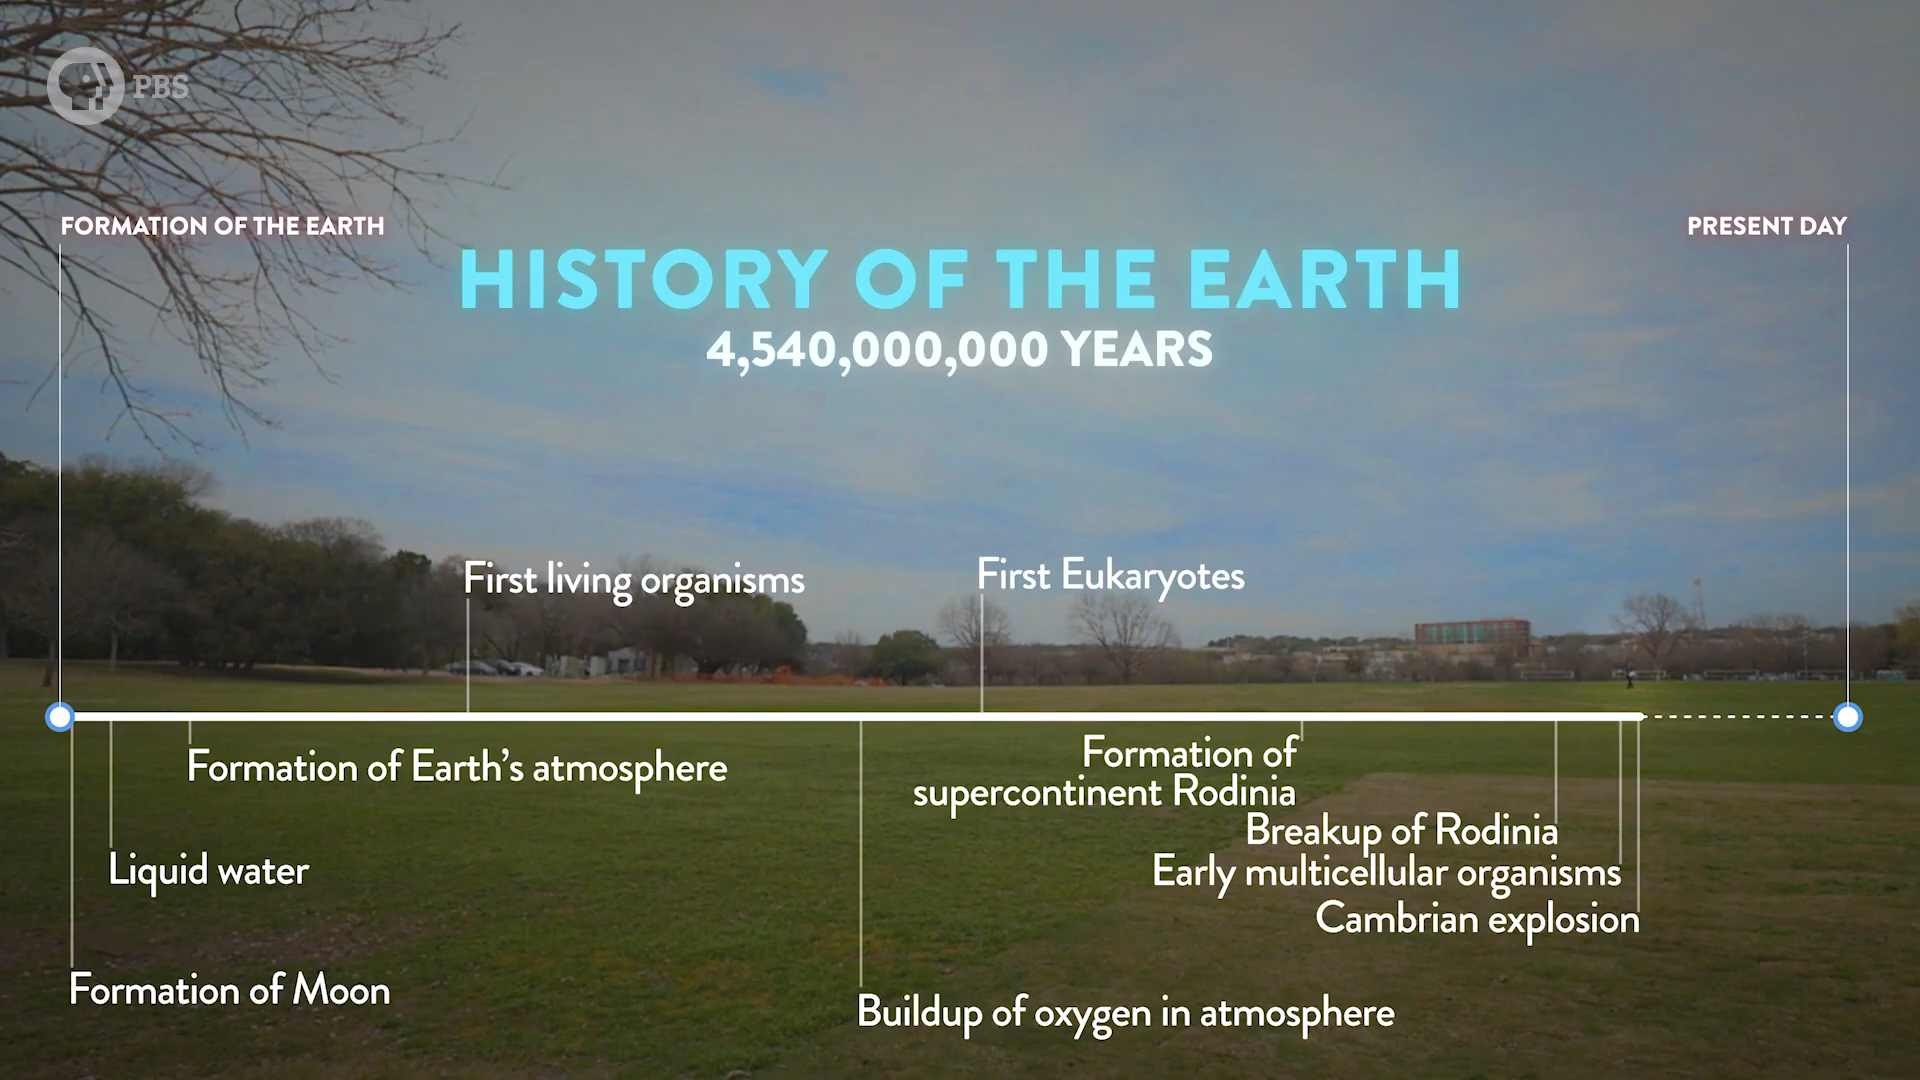 PBS
FORMATION OF THE EARTH
PRESENT DAY
HISTORY OF THE EARTH
4,540,000,000 YEARS
First living organisms
First Eukaryotes
Formation of Earth's atmosphere
Formation of
supercontinent Rodinia
Breakup of Rodinia
Liquid water
Early multicellular organisms
Cambrian explosion
Formation of Moon
Buildup of oxygen in atmosphere